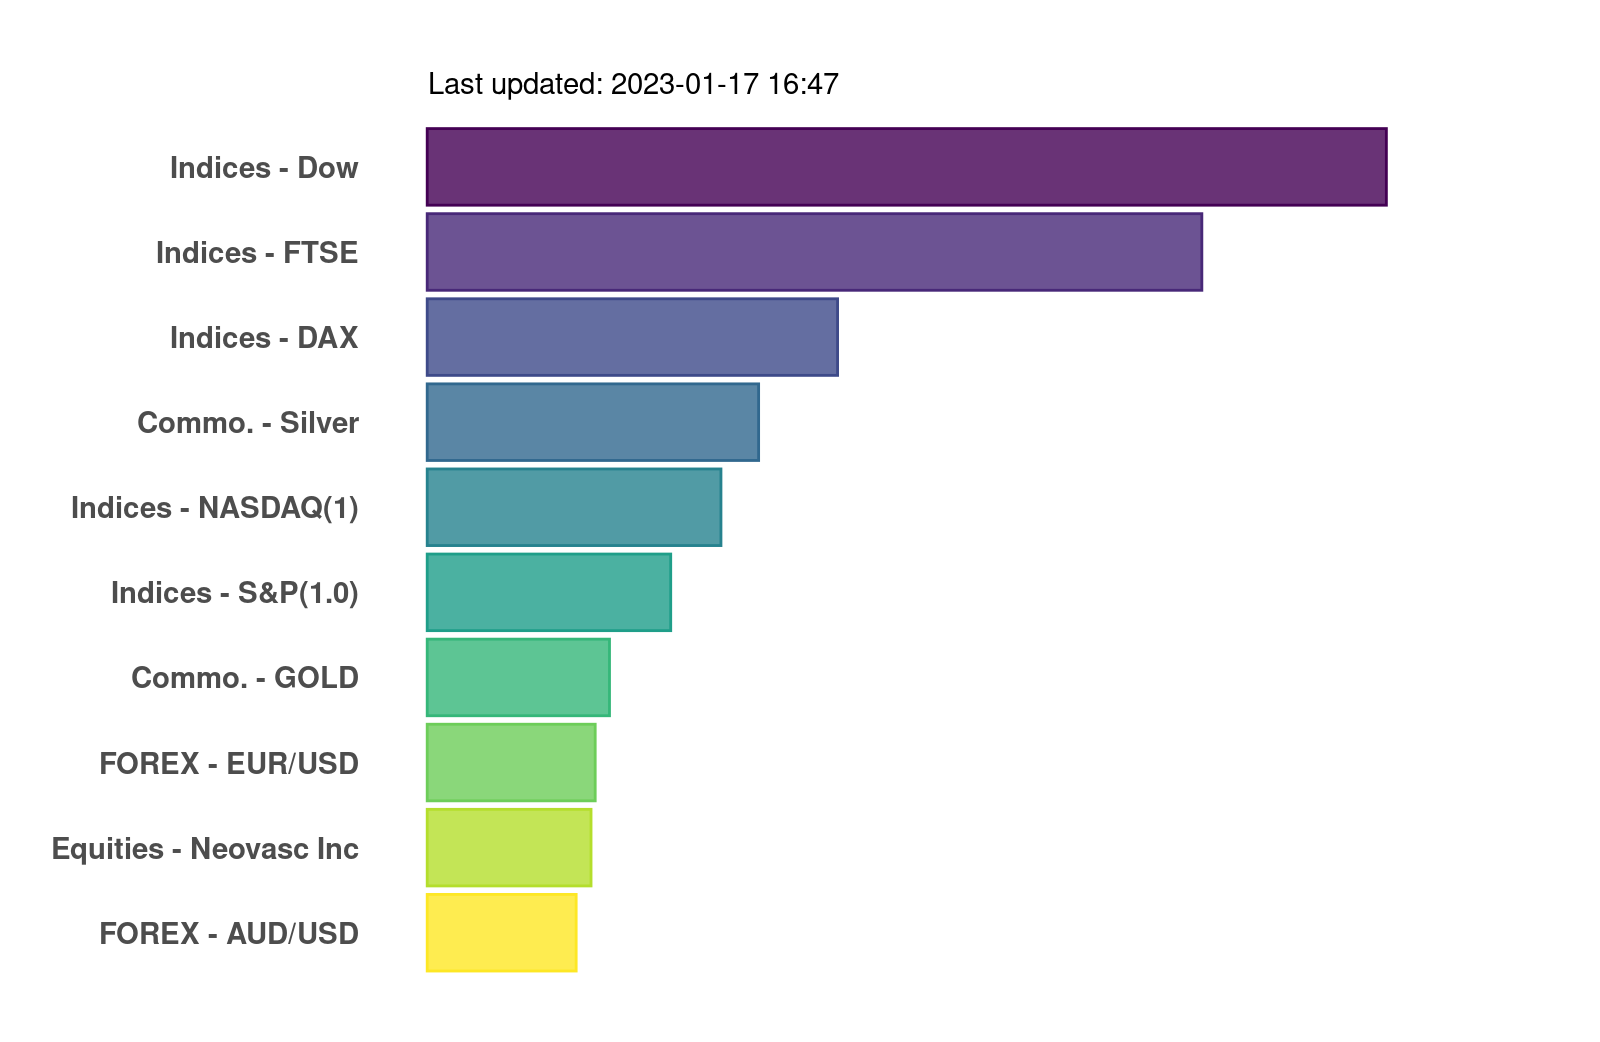 Last updated: 2023-01-17 16:47
Indices - Dow
Indices - FTSE
Indices - DAX
Commo. - Silver
Indices - NASDAQ(1)
Indices - S&P(1.0)
Commo. - GOLD
FOREX - EUR/USD
Equities - Neovasc Inc
FOREX - AUD/USD